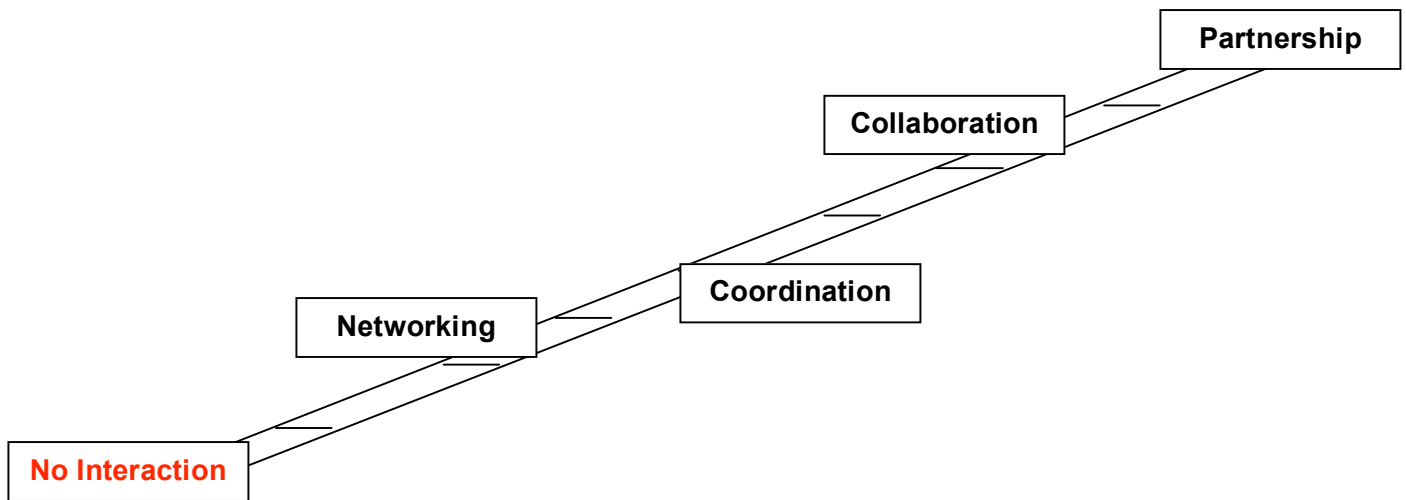 Partnership
Collaboration
Coordination
Networking
No Interaction